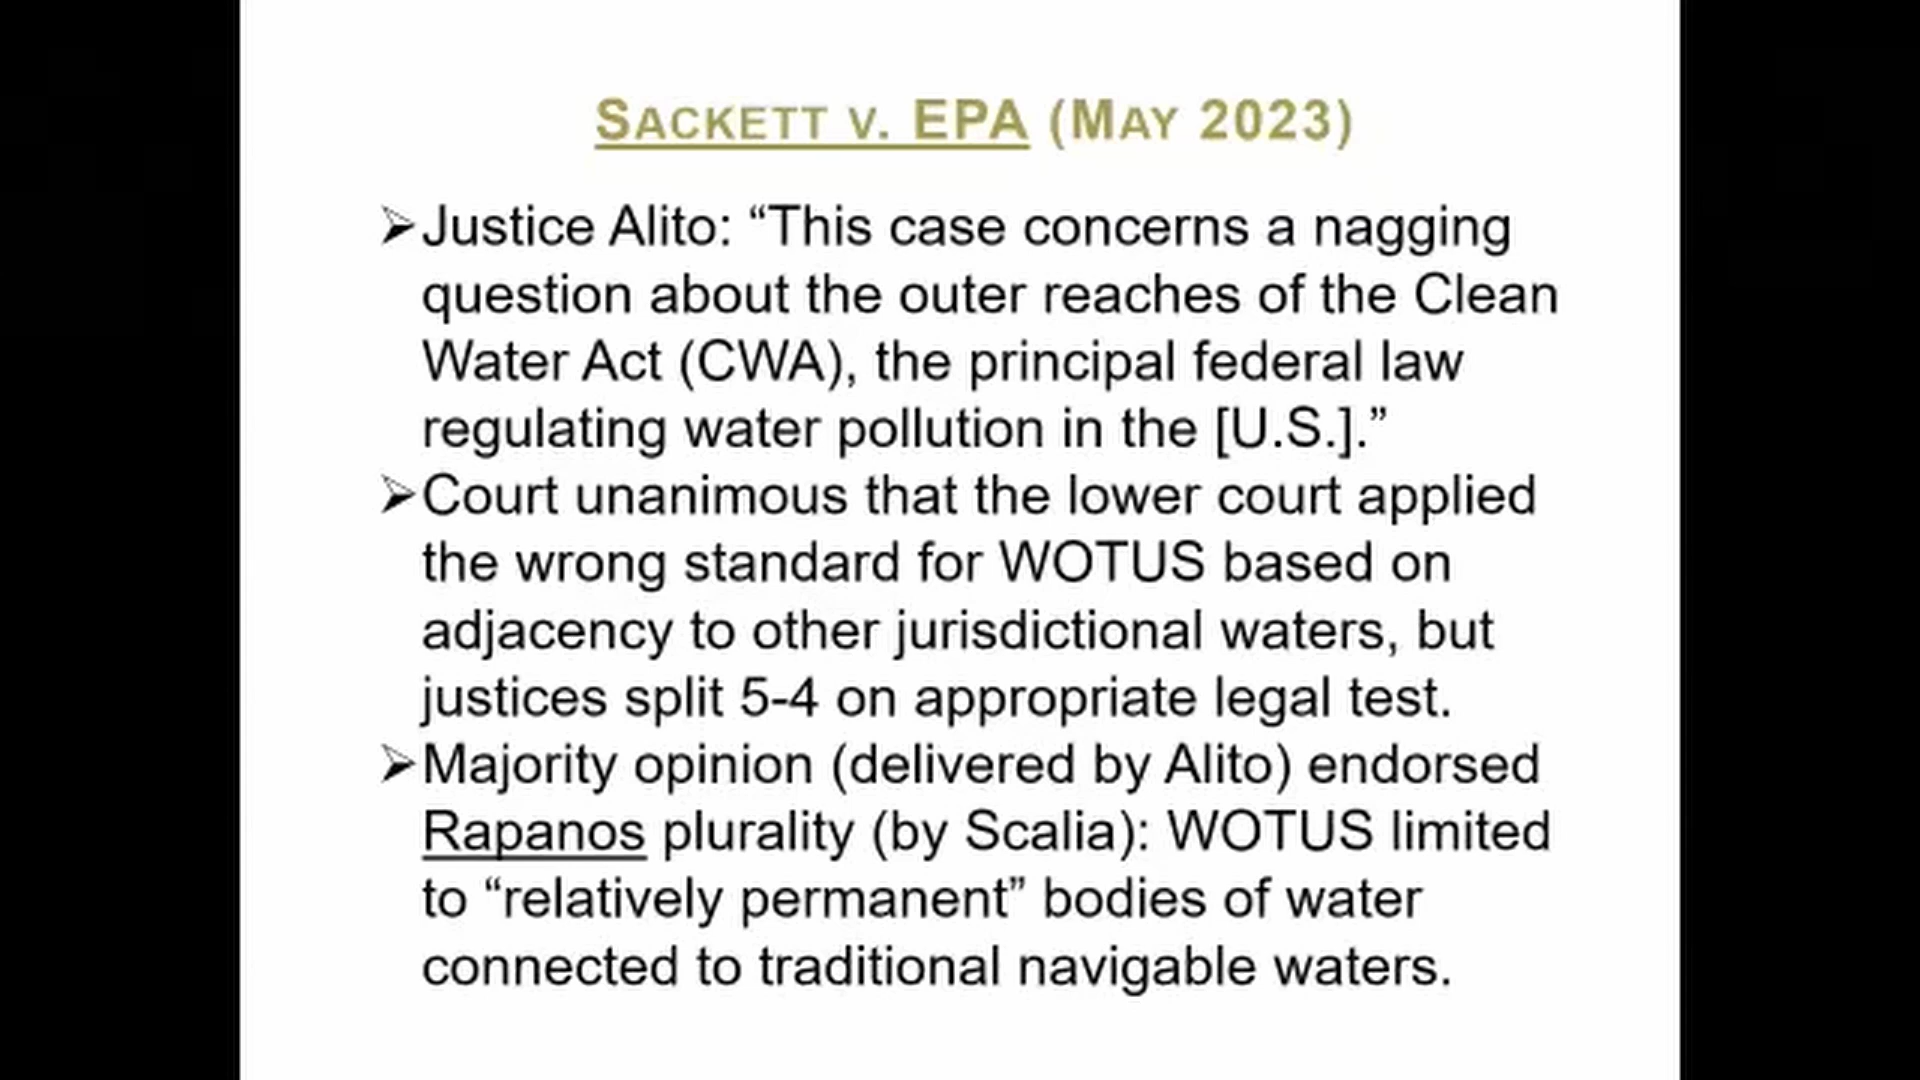 SACKETT V. EPA (MAY 2023)
➢Justice Alito: “This case concerns a nagging
question about the outer reaches of the Clean
Water Act (CWA), the principal federal law
regulating water pollution in the [U.S.].”
➢Court unanimous that the lower court applied
the wrong standard for WOTUS based on
adjacency to other jurisdictional waters, but
justices split 5-4 on appropriate legal test.
➢Majority opinion (delivered by Alito) endorsed
Rapanos plurality (by Scalia): WOTUS limited
to “relatively permanent” bodies of water
connected to traditional navigable waters.